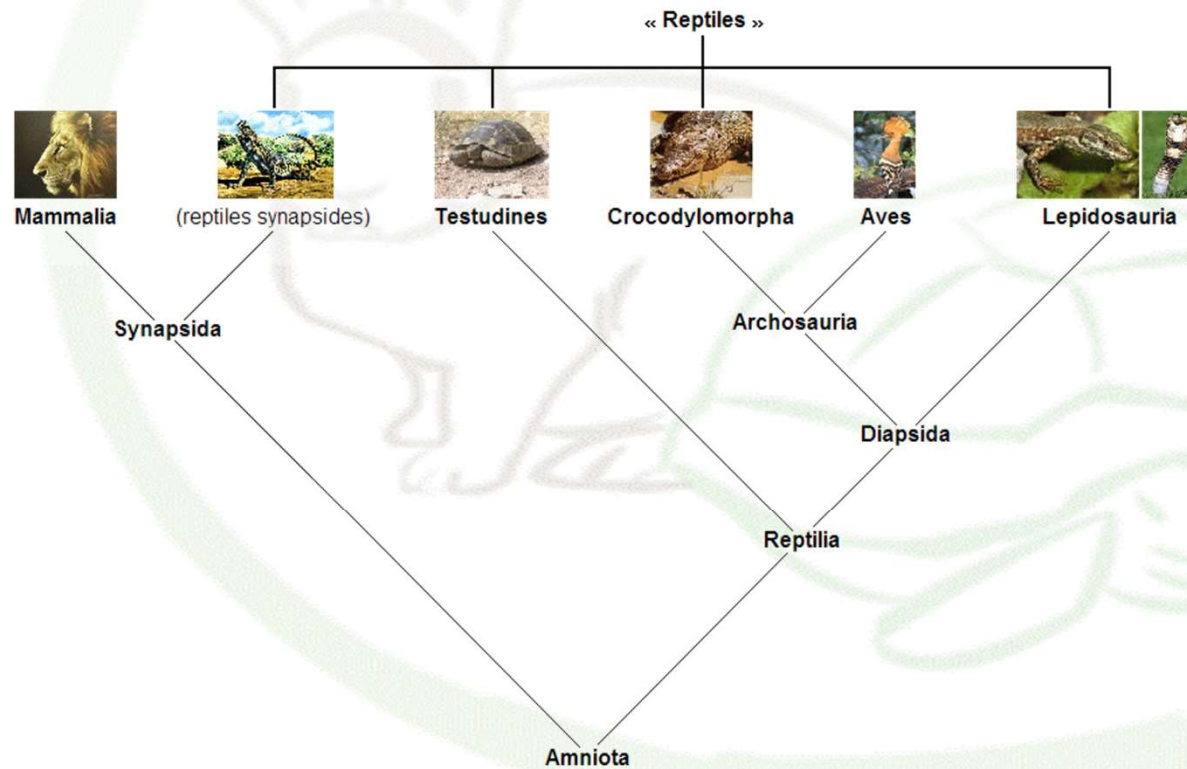 « Reptiles »
Mammalia
(reptiles synapsides)
Testudines
Crocodylomorpha
Aves
Lepidosauria
Synapsida
Archosauria
Diapsida
Reptilia
Amniota